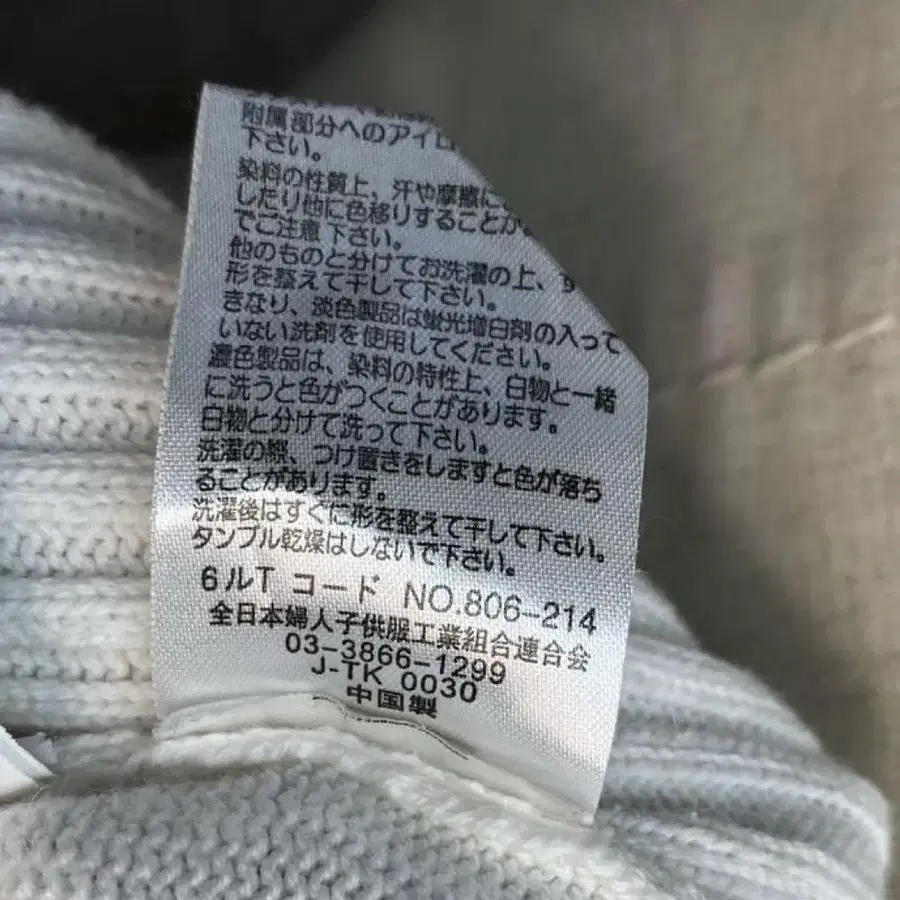 附属部分へのアイロ
下さい。
染料の性質上、汗や摩擦に
したり他に色移りすることが
でご注意下さい。
他のものと分けてお洗濯の上、す
形を整えて干して下さい。
きなり、淡色製品は蛍光増白剤の入って
いない洗剤を使用してください。
濃色製品は、染料の特性上、白物と一緒
に洗うと色がつくことがあります。
白物と分けて洗って下さい。
洗濯の際、つけ置きをしますと色が落ち
ることがあります。
洗濯後はすぐに形を整えて干して下さい。
タンブル乾燥はしないで下さい。
6ルT コード NO.806-214
全日本婦人子供服工業組合連合会
03-3866-1299
J-TK 0030
中国製